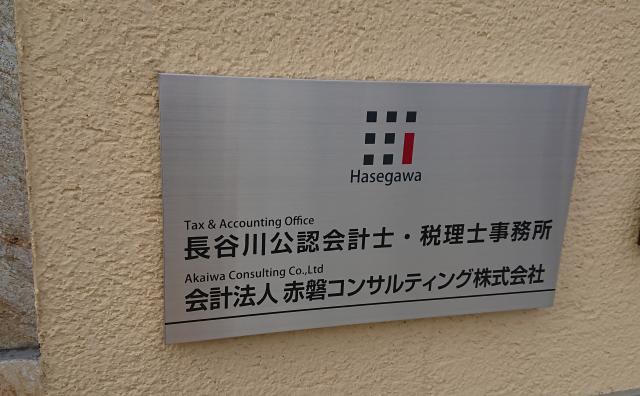 Hasegawa
Tax & Accounting Office
長谷川公認会計士・税理士事務所
Akaiwa Consulting Co.,Ltd
会計法人 赤磐コンサルティング株式会社